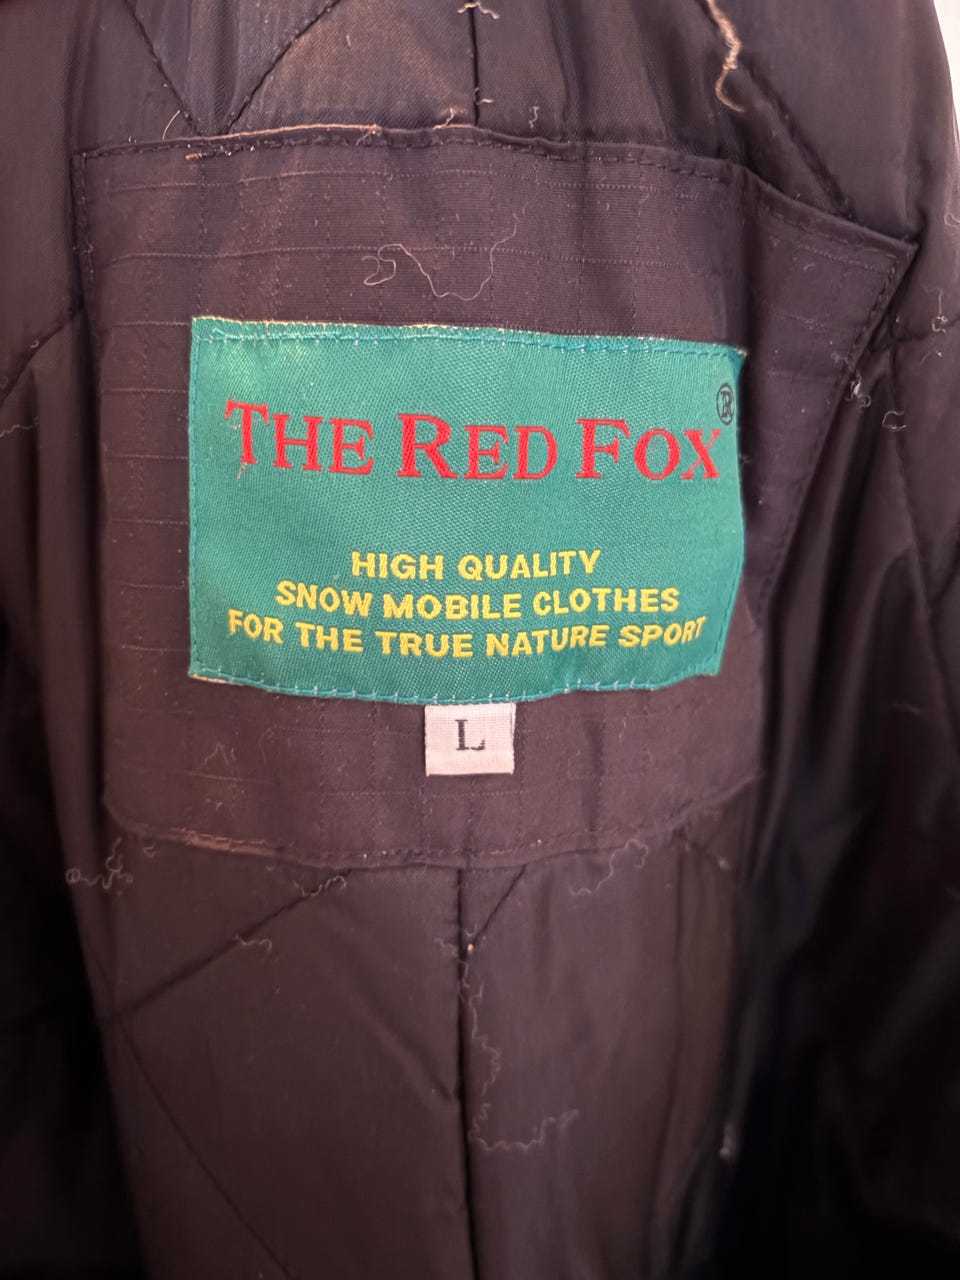 THE RED FOX®
HIGH QUALITY
SNOW MOBILE CLOTHES
FOR THE TRUE NATURE SPORT
L